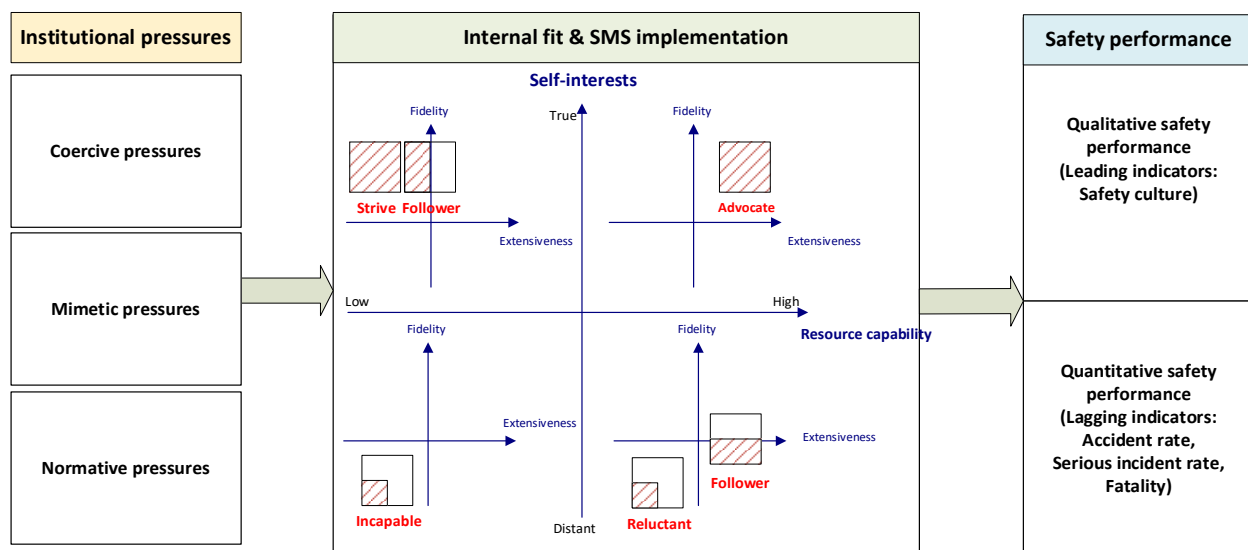 Institutional pressures
Internal fit & SMS implementation
Safety performance
Coercive pressures
Mimetic pressures
Normative pressures
Self-interests
True
Fidelity
Strive
Follower
Extensiveness
Fidelity
Advocate
Extensiveness
Low
High
Resource capability
Fidelity
Extensiveness
Incapable
Fidelity
Extensiveness
Follower
Reluctant
Distant
Qualitative safety
performance
(Leading indicators:
Safety culture)
Quantitative safety
performance
(Lagging indicators:
Accident rate,
Serious incident rate,
Fatality)